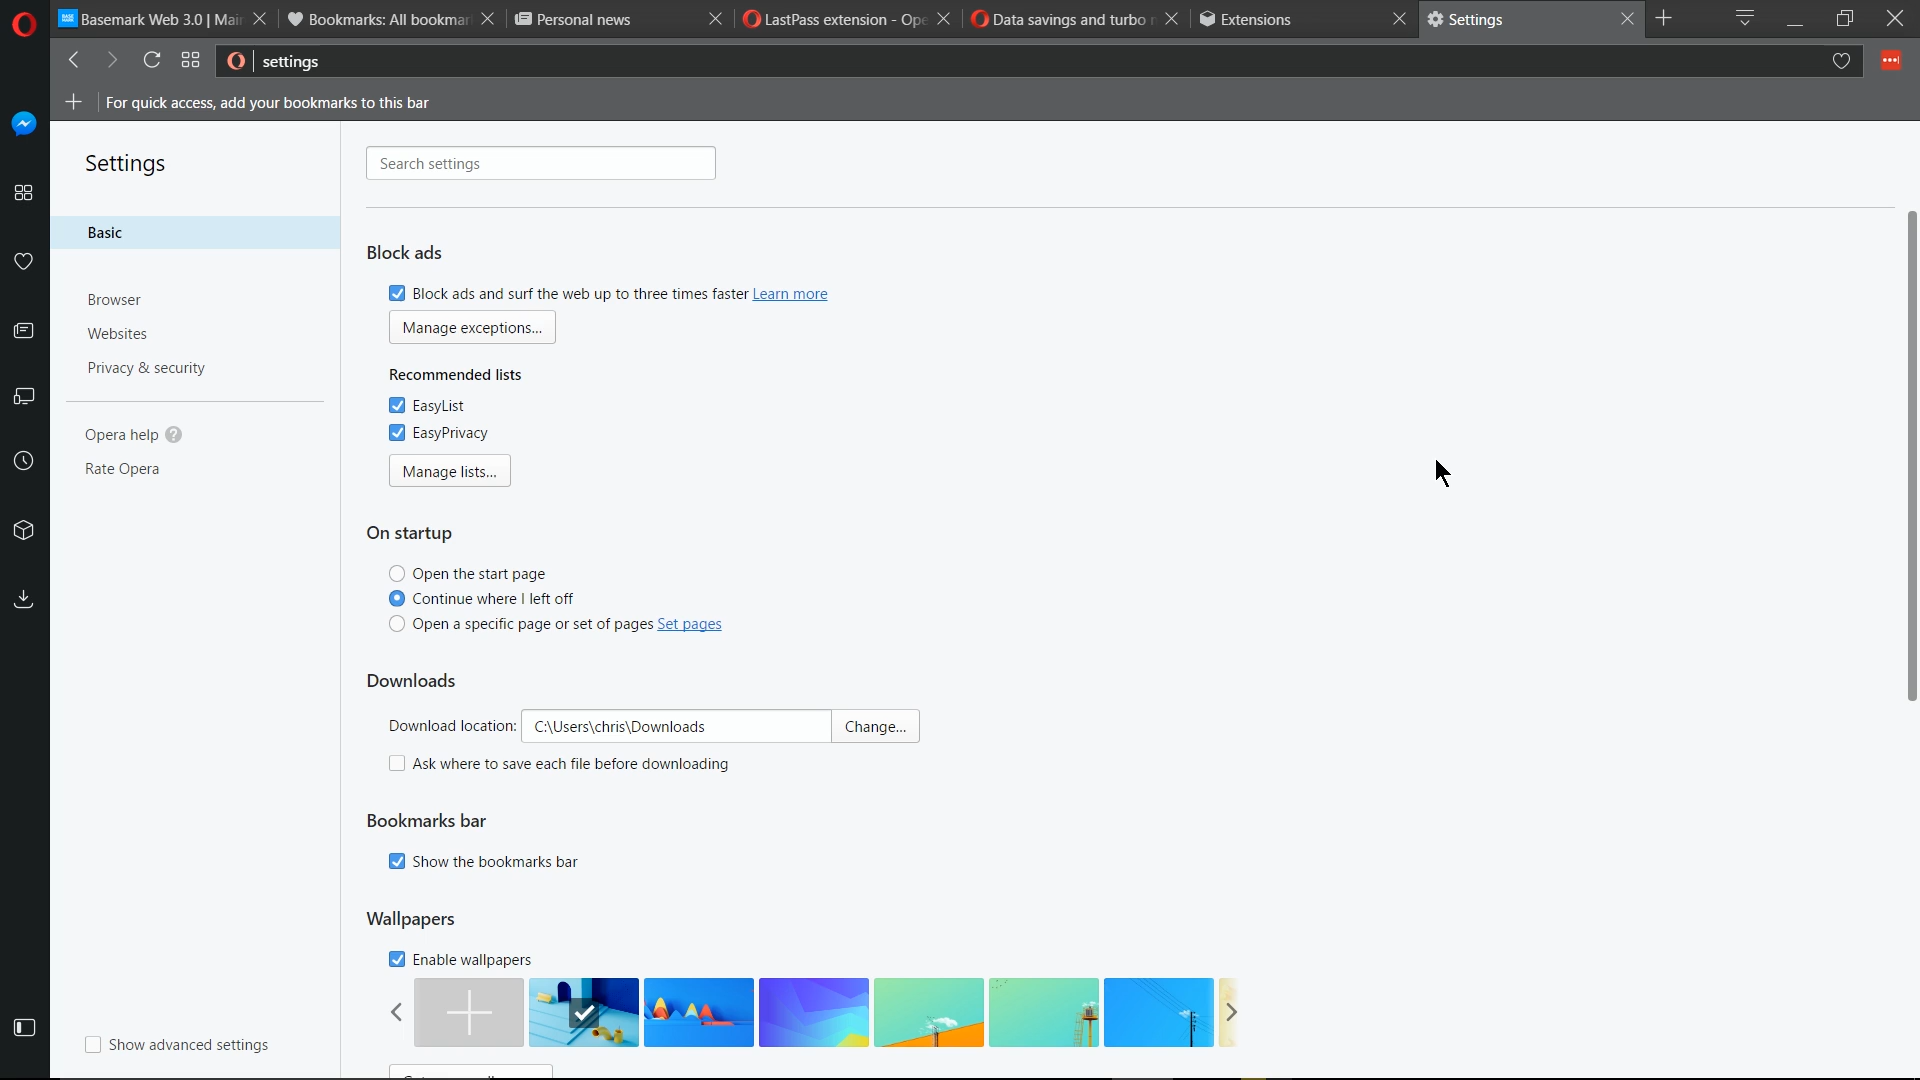 Basemark Web 3.0 | Mai
Bookmarks: All bookmar
Personal news
LastPass extension - Ope
Data savings and turbo
Extensions
Settings
settings
For quick access, add your bookmarks to this bar
Settings
Search settings
Basic
Block ads
Block ads and surf the web up to three times faster Learn more
Browser
Manage exceptions...
Websites
Privacy & security
Recommended lists
EasyList
EasyPrivacy
Opera help ?
Rate Opera
Manage lists...
On startup
Open the start page
Continue where I left off
Open a specific page or set of pages Set pages
Downloads
Download location: C:\Users\chris\Downloads Change...
Ask where to save each file before downloading
Bookmarks bar
Show the bookmarks bar
Wallpapers
Enable wallpapers
Show advanced settings